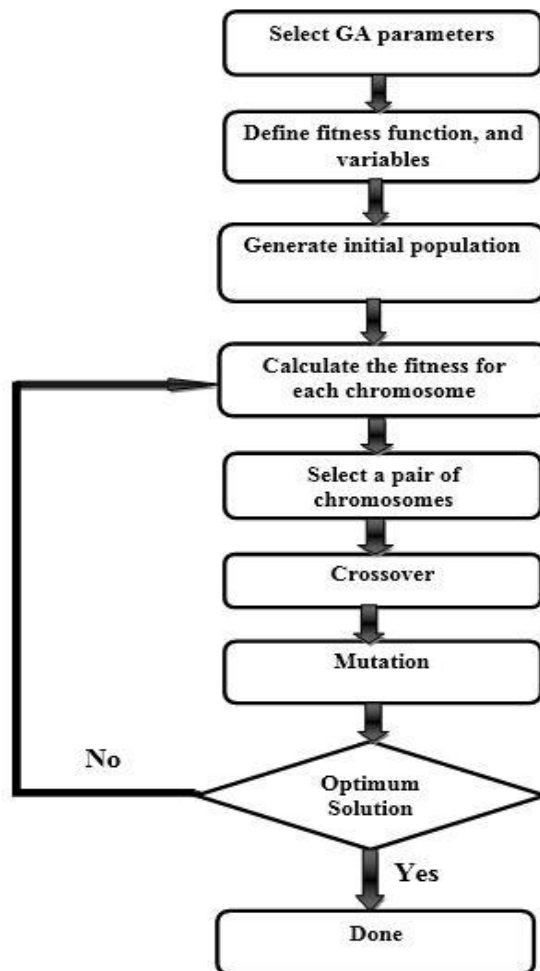 Select GA parameters
Define fitness function, and
variables
Generate initial population
Calculate the fitness for
each chromosome
Select a pair of
chromosomes
Crossover
Mutation
No
Optimum
Solution
Yes
Done